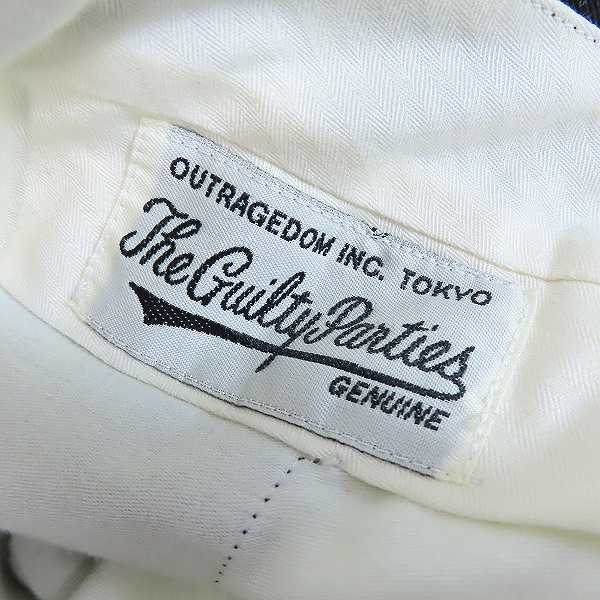 OUTRAGEDOM INC. TOKYO
The Guilty Parties
GENUINE